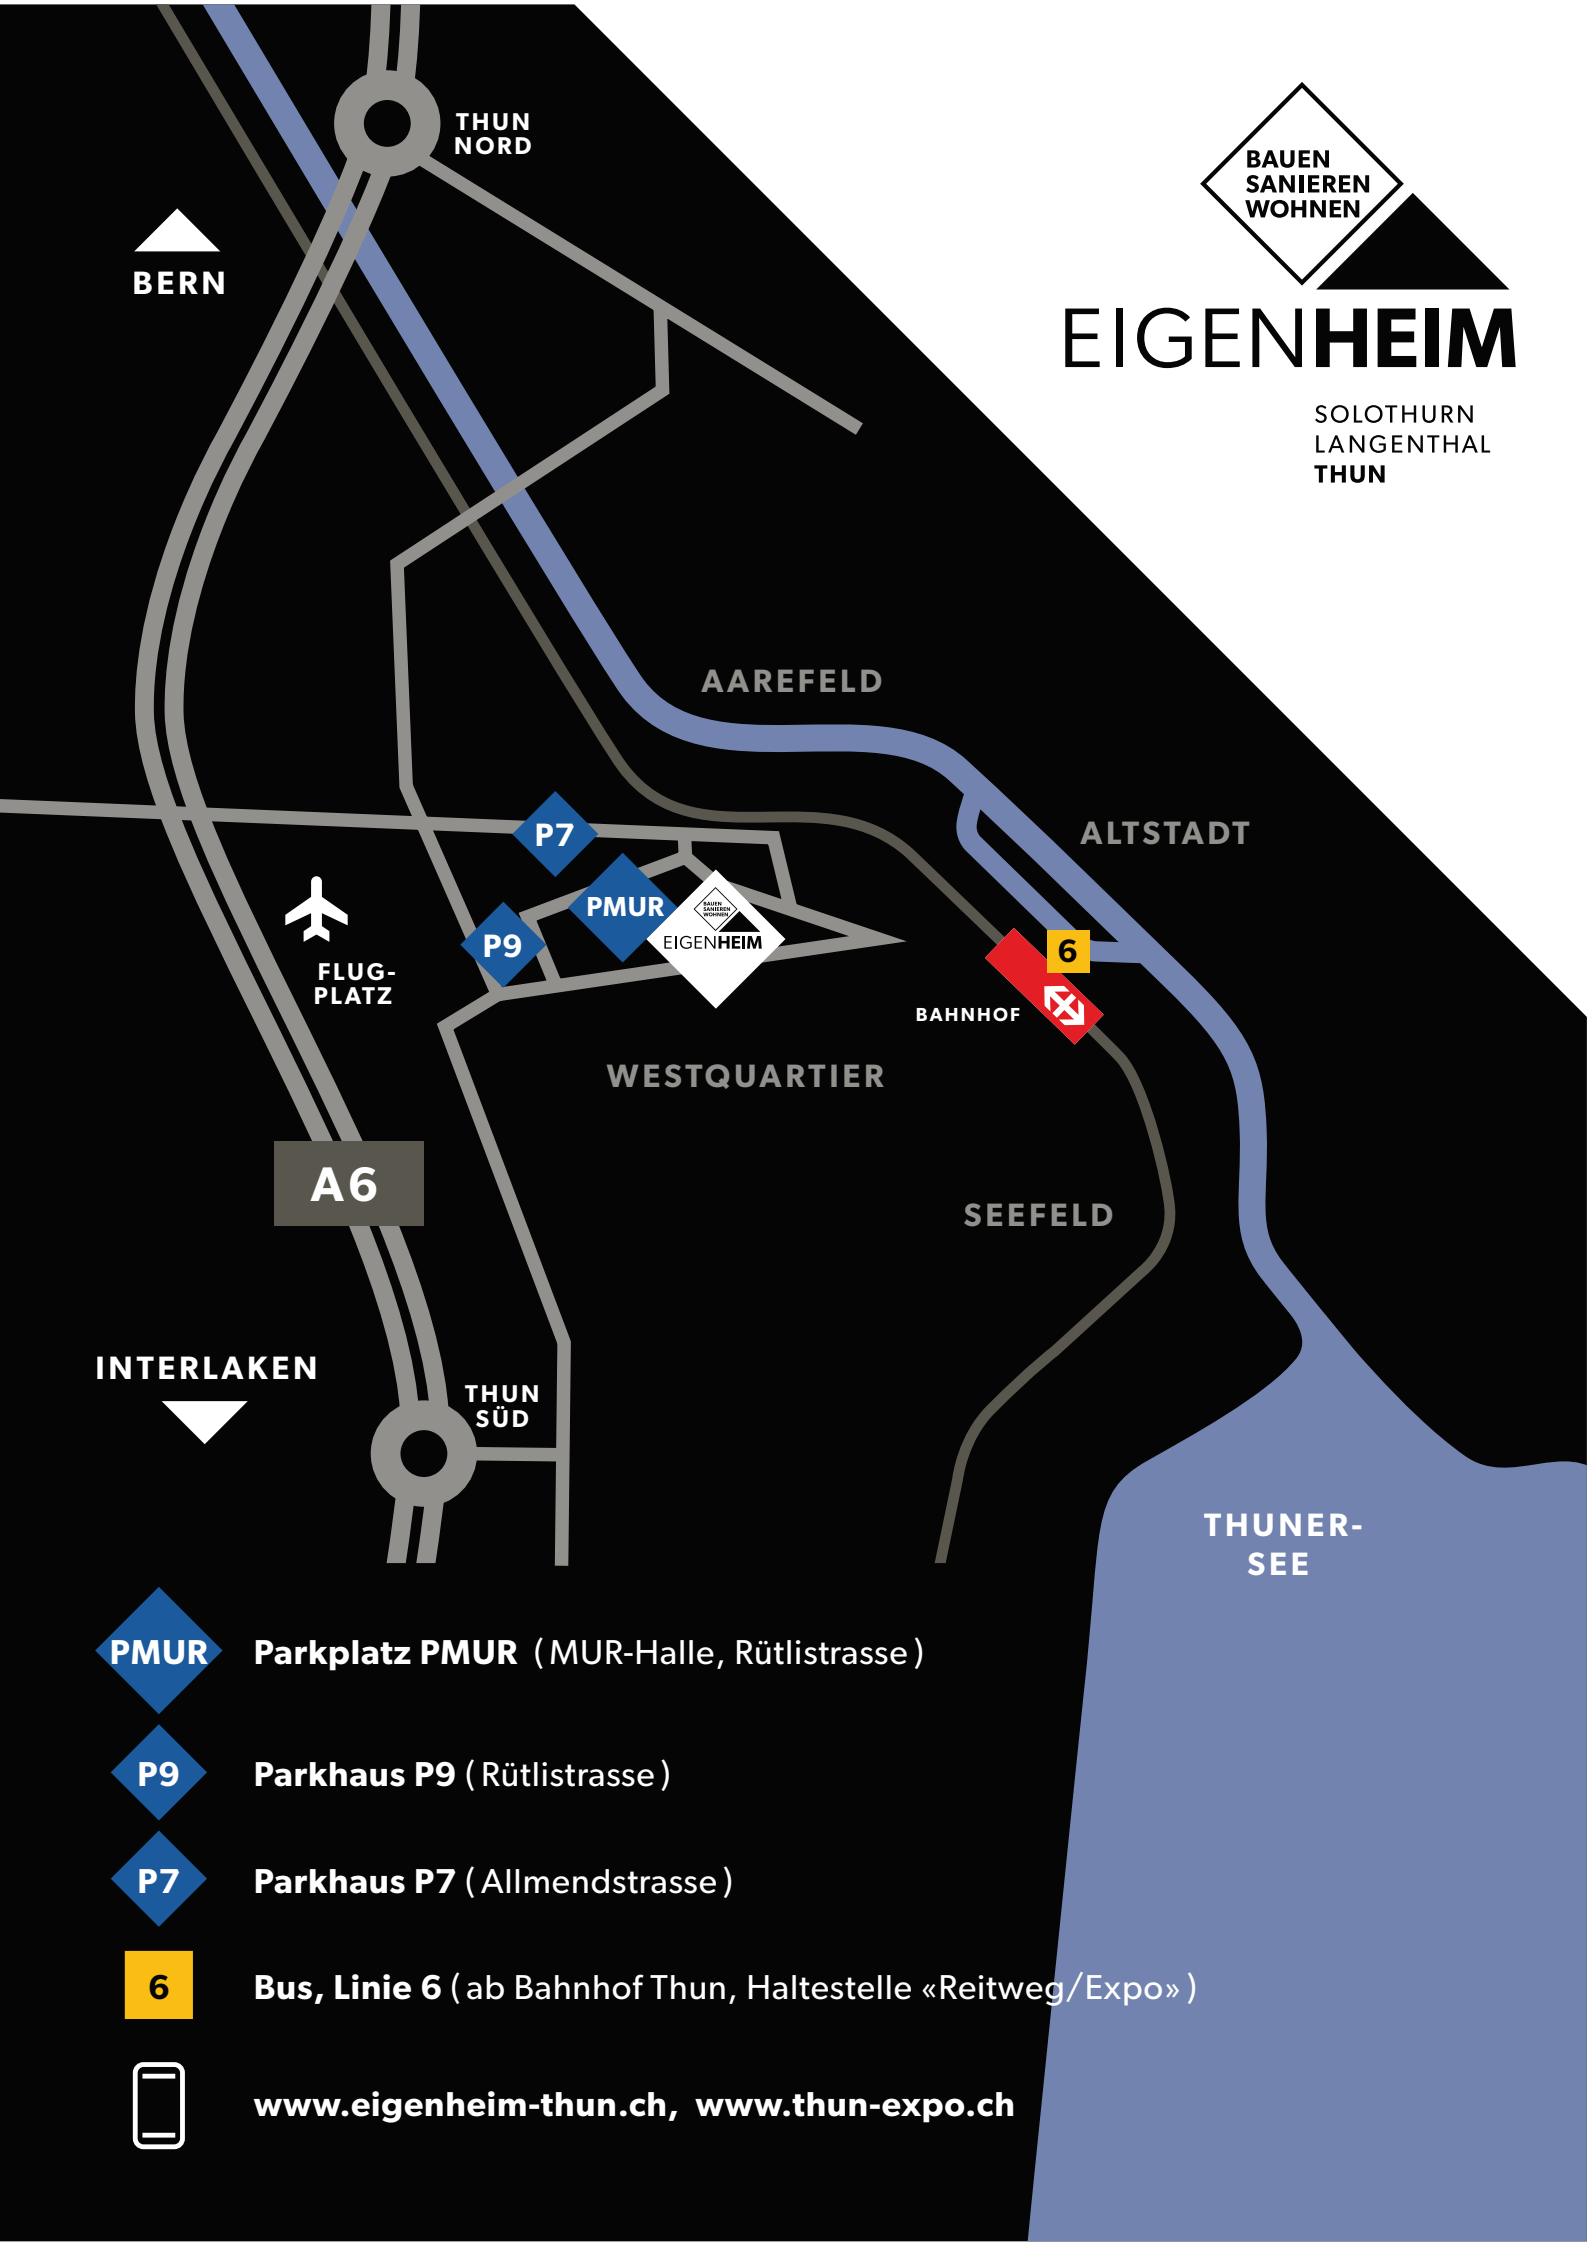 THUN
NORD
BERN
BAUEN
SANIEREN
WOHNEN
EIGENHEIM
SOLOTHURN
LANGENTHAL
THUN
AAREFELD
ALTSTADT
P7
PMUR
P9
BAUEN
SANIEREN
WOHNEN
EIGENHEIM
6
FLUG-
PLATZ
BAHNHOF
WESTQUARTIER
A6
SEEFELD
INTERLAKEN
THUN
SÜD
THUNER-
SEE
PMUR Parkplatz PMUR (MUR-Halle, Rütlistrasse)
P9 Parkhaus P9 (Rütlistrasse)
P7 Parkhaus P7 (Allmendstrasse)
6 Bus, Linie 6 (ab Bahnhof Thun, Haltestelle «Reitweg/Expo»)
www.eigenheim-thun.ch, www.thun-expo.ch